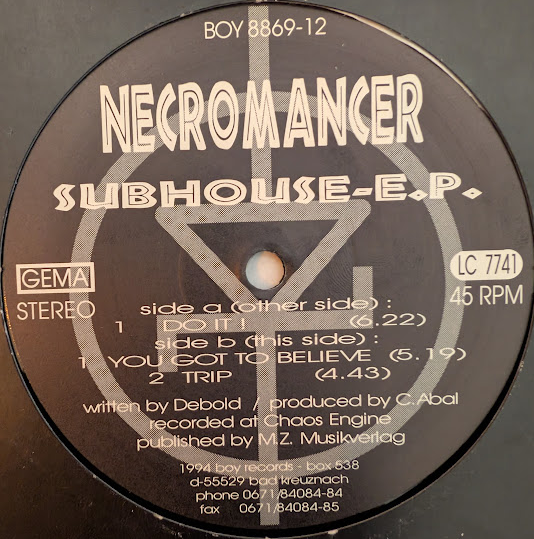 BOY 8869-12
NECROMANCER
SUBHOUSE-E.P.
GEMA
STEREO
LC 7741
45 RPM
side a (other side) :
1 DO IT ! (6.22)
side b (this side) :
1 YOU GOT TO BELIEVE (5.19)
2 TRIP (4.43)
written by Debold / produced by C.Abal
recorded at Chaos Engine
published by M.Z. Musikverlag
1994 boy records - box 538
d-55529 bad kreuznach
phone 0671/84084-84
fax 0671/84084-85